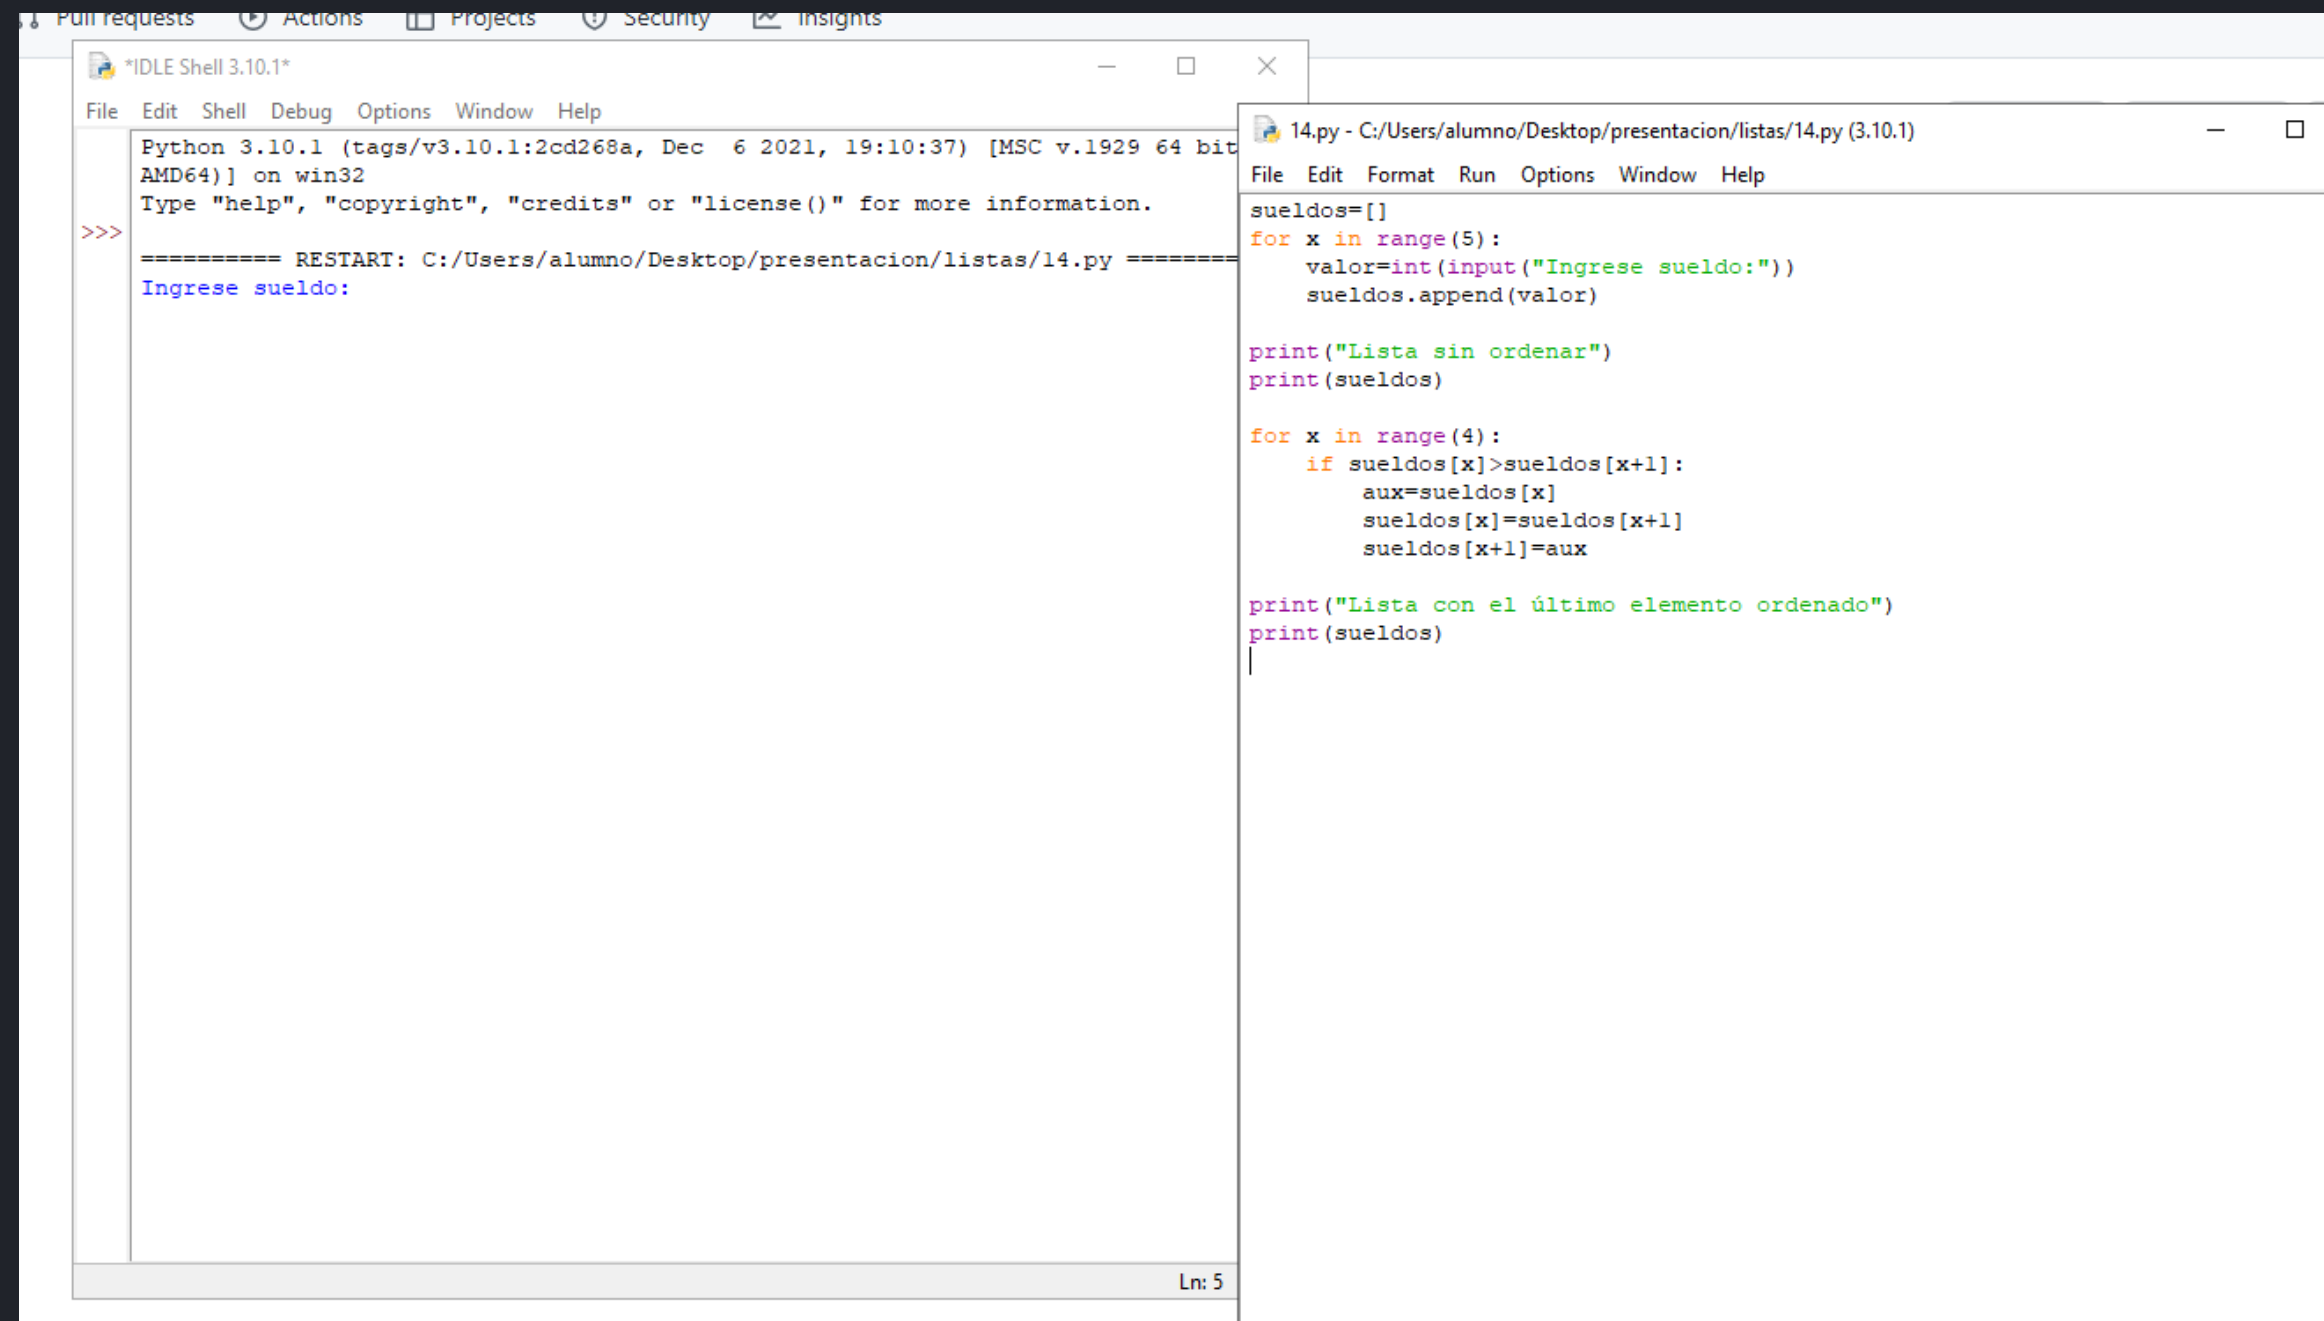 Pull requests Actions Projects Security Insights
*IDLE Shell 3.10.1*
File Edit Shell Debug Options Window Help
Python 3.10.1 (tags/v3.10.1:2cd268a, Dec  6 2021, 19:10:37) [MSC v.1929 64 bit
AMD64)] on win32
Type "help", "copyright", "credits" or "license()" for more information.
>>>
========== RESTART: C:/Users/alumno/Desktop/presentacion/listas/14.py ========
Ingrese sueldo:
Ln: 5
14.py - C:/Users/alumno/Desktop/presentacion/listas/14.py (3.10.1)
File Edit Format Run Options Window Help
sueldos=[]
for x in range(5):
    valor=int(input("Ingrese sueldo:"))
    sueldos.append(valor)

print("Lista sin ordenar")
print(sueldos)

for x in range(4):
    if sueldos[x]>sueldos[x+1]:
        aux=sueldos[x]
        sueldos[x]=sueldos[x+1]
        sueldos[x+1]=aux

print("Lista con el último elemento ordenado")
print(sueldos)